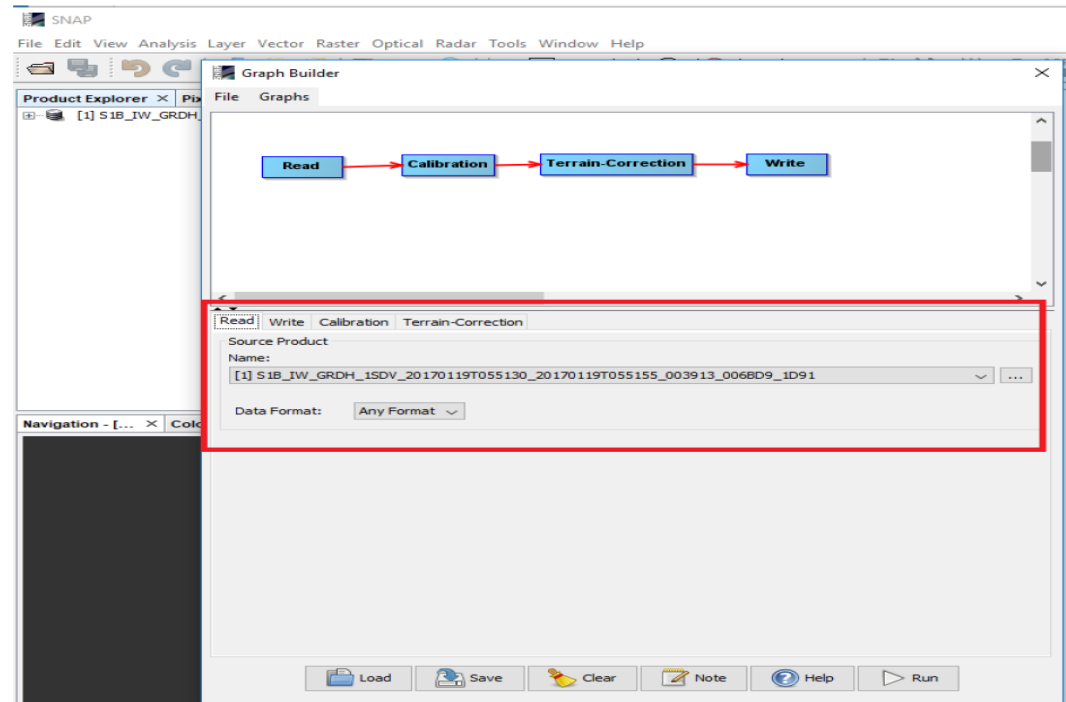 SNAP
File Edit View Analysis Layer Vector Raster Optical Radar Tools Window Help
Graph Builder
Product Explorer × Pix
File Graphs
[1] S1B_IW_GRDH_
Read Calibration Terrain-Correction Write
Read Write Calibration Terrain-Correction
Source Product
Name:
[1] S1B_IW_GRDH_1SDV_20170119T055130_20170119T055155_003913_006BD9_1D91 ...
Data Format: Any Format
Navigation - [... × Colo
Load Save Clear Note Help Run